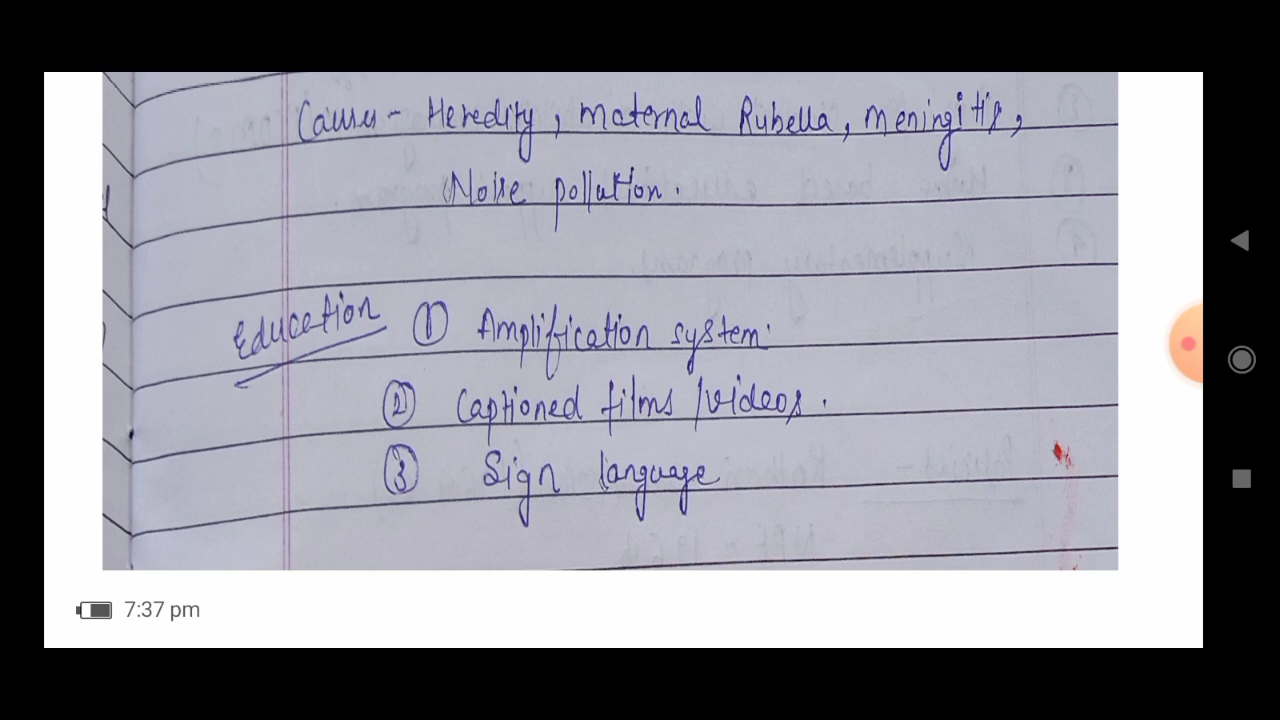 Causes - Heredity, maternal Rubella, meningitis,
Noise pollution.
Education ① Amplification system.
② Captioned films /videos.
③ Sign language
7:37 pm